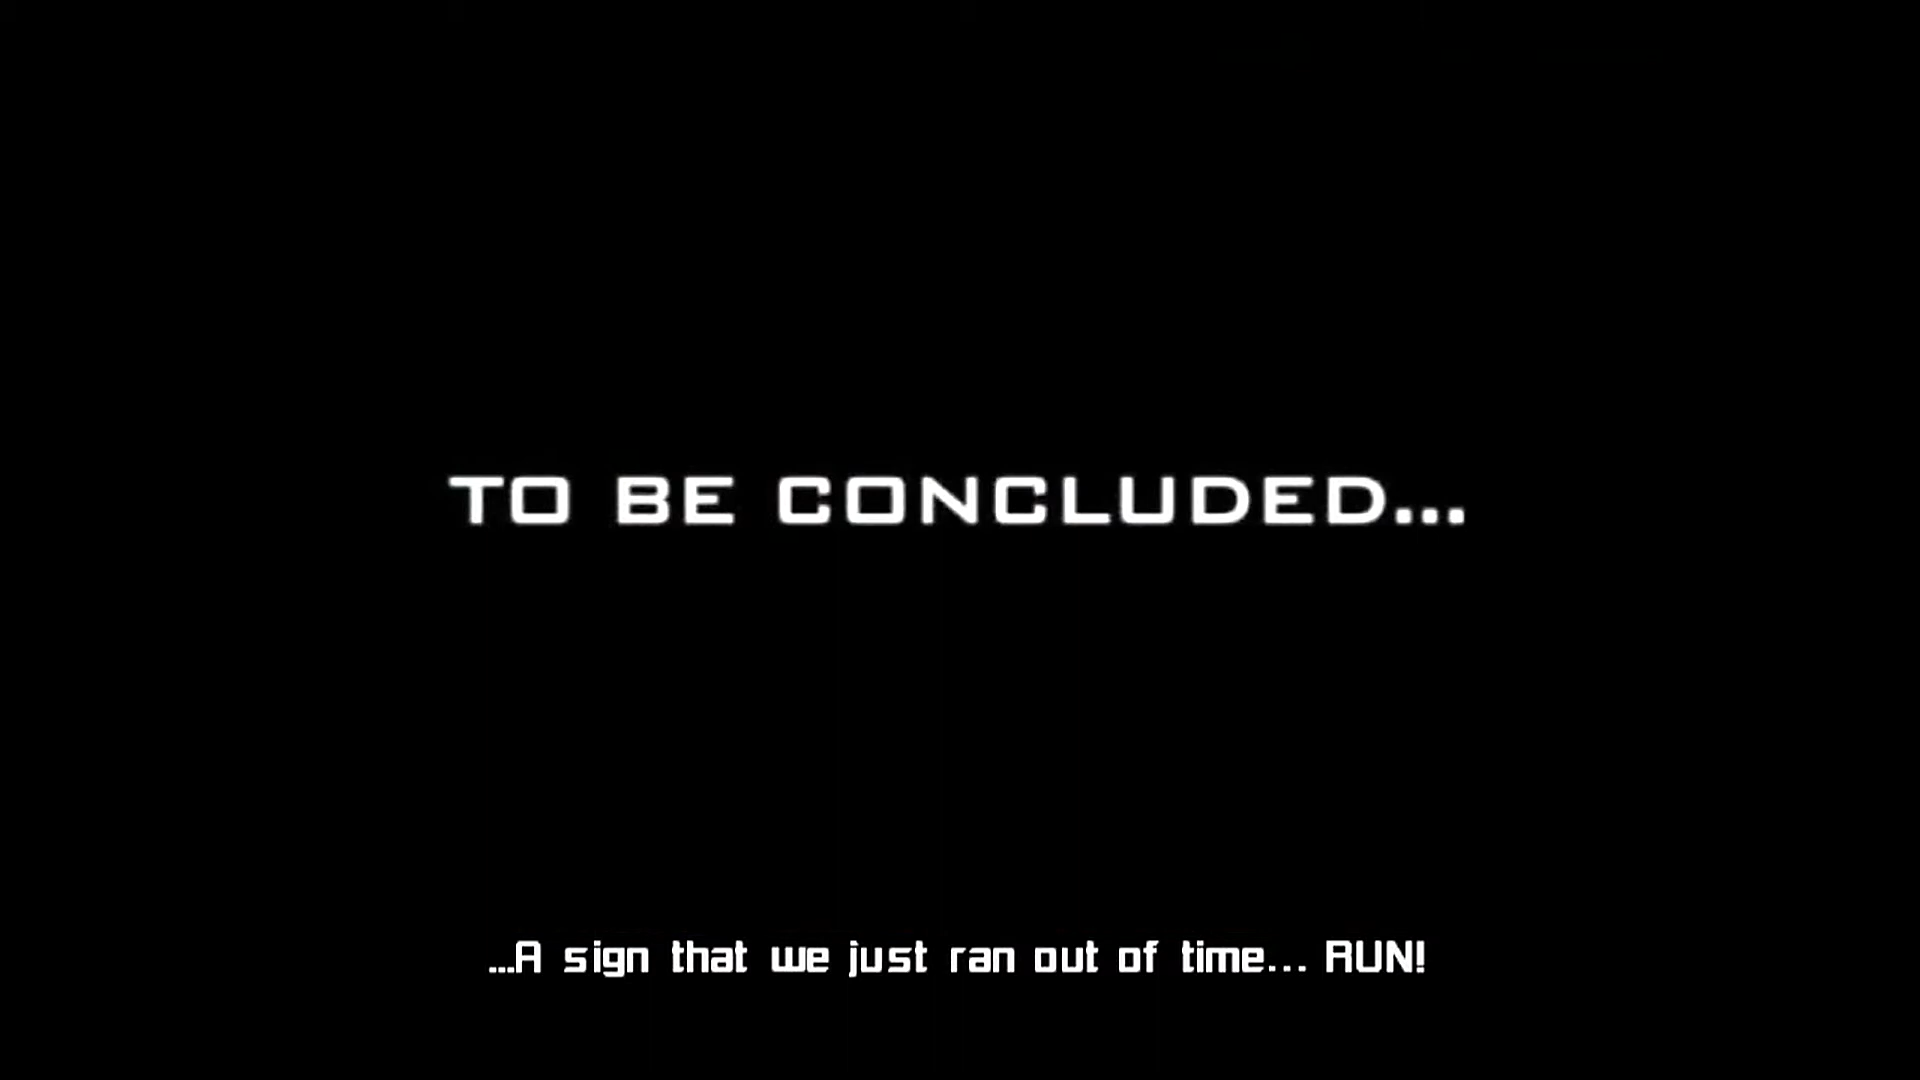 TO BE CONCLUDED...
...A sign that we just ran out of time... RUN!